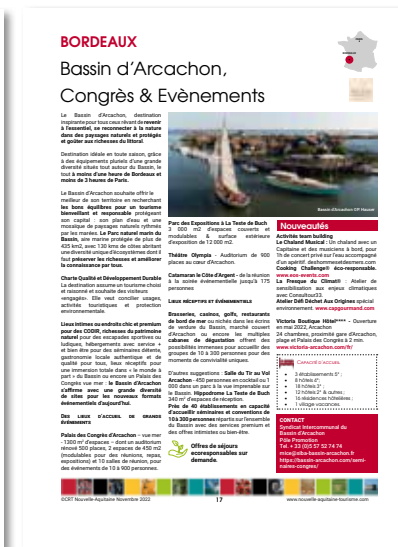 BORDEAUX
Bassin d'Arcachon,
Congrès & Evènements
Le Bassin d'Arcachon, destination
inspirante pour tous ceux rêvant de revenir
à l'essentiel, se reconnecter à la nature
dans des paysages naturels et protégés
et goûter aux richesses du littoral.
Destination idéale en toute saison, grâce
à des équipements pluriels d'une grande
diversité situés tout autour du Bassin, le
tout à moins d'une heure de Bordeaux et
moins de 3 heures de Paris.
Le Bassin d'Arcachon souhaite offrir le
meilleur de son territoire en recherchant
les bons équilibres pour un tourisme
bienveillant et responsable protégeant
son capital : son plan d'eau et une
mosaïque de paysages naturels rythmés
par les marées. Le Parc Naturel marin du
Bassin, aire marine protégée de plus de
435 km2, avec 130 kms de côtes abritant
une diversité unique d'écosystèmes dont il
faut préserver les richesses et améliorer
la connaissance par tous.
Charte Qualité et Développement Durable
La destination assume un tourisme choisi
et raisonné et souhaite des visiteurs
«engagés». Elle veut concilier usages,
activités touristiques et protection
environnementale.
Lieux intimes ou endroits chic et premium
pour des CODIR, richesses du patrimoine
naturel pour des escapades sportives ou
ludiques, hébergements avec service +
et bien être pour des séminaires détente,
gastronomie locale authentique et de
qualité pour tous, lieux réceptifs pour
une immersion totale dans « le monde à
part » du Bassin ou encore un Palais des
Congrès vue mer : le Bassin d'Arcachon
s'affirme avec une grande diversité
de sites pour les nouveaux formats
évènementiels d'aujourd'hui.
DES LIEUX D'ACCUEIL DE GRANDS
ÉVÈNEMENTS
Palais des Congrès d'Arcachon – vue mer
- 1300 m² d'espaces – dont un auditorium
rénové 500 places, 2 espaces de 450 m2
(modulables pour des réunions, repas,
expositions) et 10 salles de réunion, pour
des évènements de 10 à 900 personnes.
Bassin d'Arcachon
Parc des Expositions à La Teste de Buch
3 000 m2 d'espaces couverts et
modulables & surface extérieure
d'exposition de 12 000 m2.
Théâtre Olympia - Auditorium de 900
places au cœur d'Arcachon.
Catamaran le Côte d'Argent - de la réunion
à la soirée évènementielle jusqu'à 175
personnes
LIEUX RÉCEPTIFS ET ÉVÉNEMENTIELS
Brasseries, casinos, golfs, restaurants
de bord de mer ou nichés dans les écrins
de verdure du Bassin, marché couvert
d'Arcachon ou encore les multiples
cabanes de dégustation offrent des
possibilités immenses pour accueillir des
groupes de 10 à 300 personnes pour des
moments de convivialité uniques.
D'autres suggestions : Salle du Tir au Vol
Arcachon - 450 personnes en cocktail ou 1
000 dans un parc à la vue imprenable sur
le Bassin. Hippodrome La Teste de Buch
340 m² d'espaces de réception.
Près de 40 établissements en capacité
d'accueillir séminaires et conventions de
10 à 300 personnes répartis sur l'ensemble
du Bassin avec des services premium et
des offres intimistes ou bien-être.
Offres de séjours
écoresponsables sur
demande.
Nouveautés
Activités team building
Le Chaland Musical : Un chaland avec un
Capitaine et des musiciens à bord, pour
1h de concert privé sur l'eau accompagné
d'un apéritif. deshommesetdesmers.com
Cooking Challenge® éco-responsable.
www.eos-events.com
La Fresque du Climat® : Atelier de
sensibilisation aux enjeux climatiques
avec Consultoox33.
Atelier Défi Déchet Aux Origines spécial
environnement. www.capgourmand.com
Victoria Boutique Hôtel**** – Ouverture
en mai 2022, Arcachon
24 chambres, proximité gare d'Arcachon,
plage et Palais des Congrès à 2 min.
www.victoria-arcachon.com/fr/
CAPACITÉ D'ACCUEIL
• 3 établissements 5* ;
• 8 hôtels 4* ;
• 18 hôtels 3* ;
• 12 hôtels 2* & autres ;
• 16 résidences hôtelières ;
• 1 village vacances.
CONTACT
Syndicat Intercommunal du
Bassin d'Arcachon
Pôle Promotion
Tel. + 33 (0)5 57 52 74 74
mice@siba-bassin-arcachon.fr
https://bassin-arcachon.com/semi-
naires-congres/
©CRT Nouvelle-Aquitaine Novembre 2022
17
www.nouvelle-aquitaine-tourisme.com